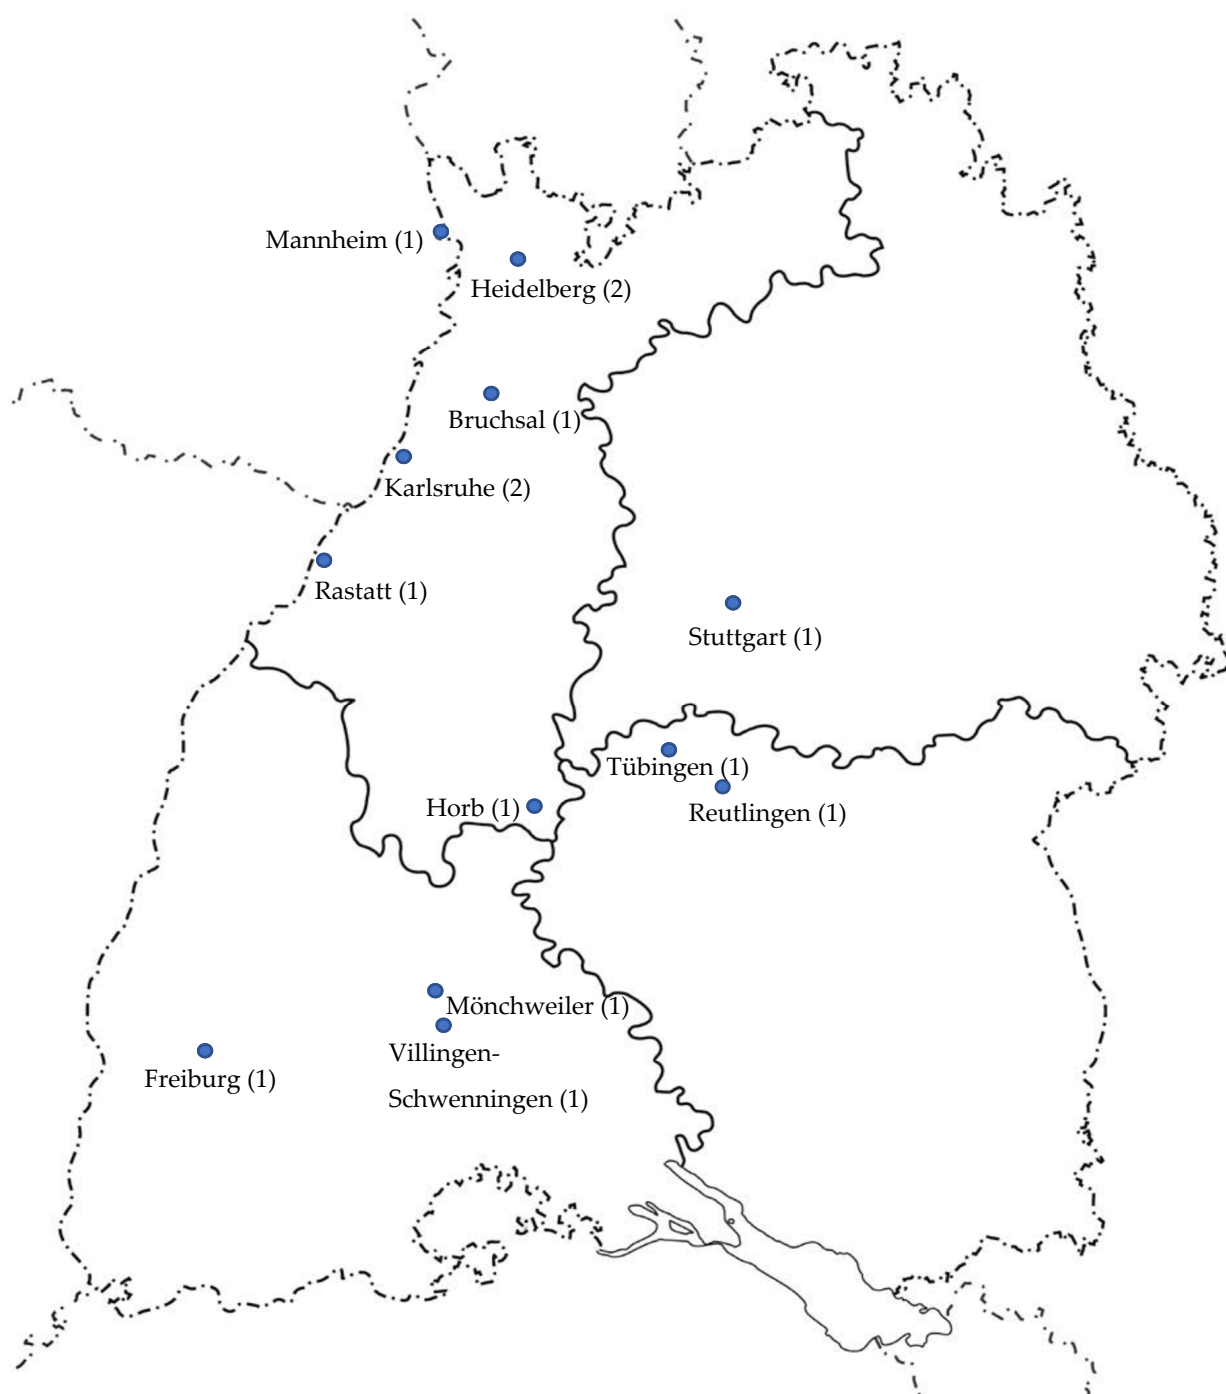 Mannheim (1)
Heidelberg (2)
Bruchsal (1)
Karlsruhe (2)
Rastatt (1)
Stuttgart (1)
Tübingen (1)
Horb (1)
Reutlingen (1)
Mönchweiler (1)
Villingen-
Schwenningen (1)
Freiburg (1)